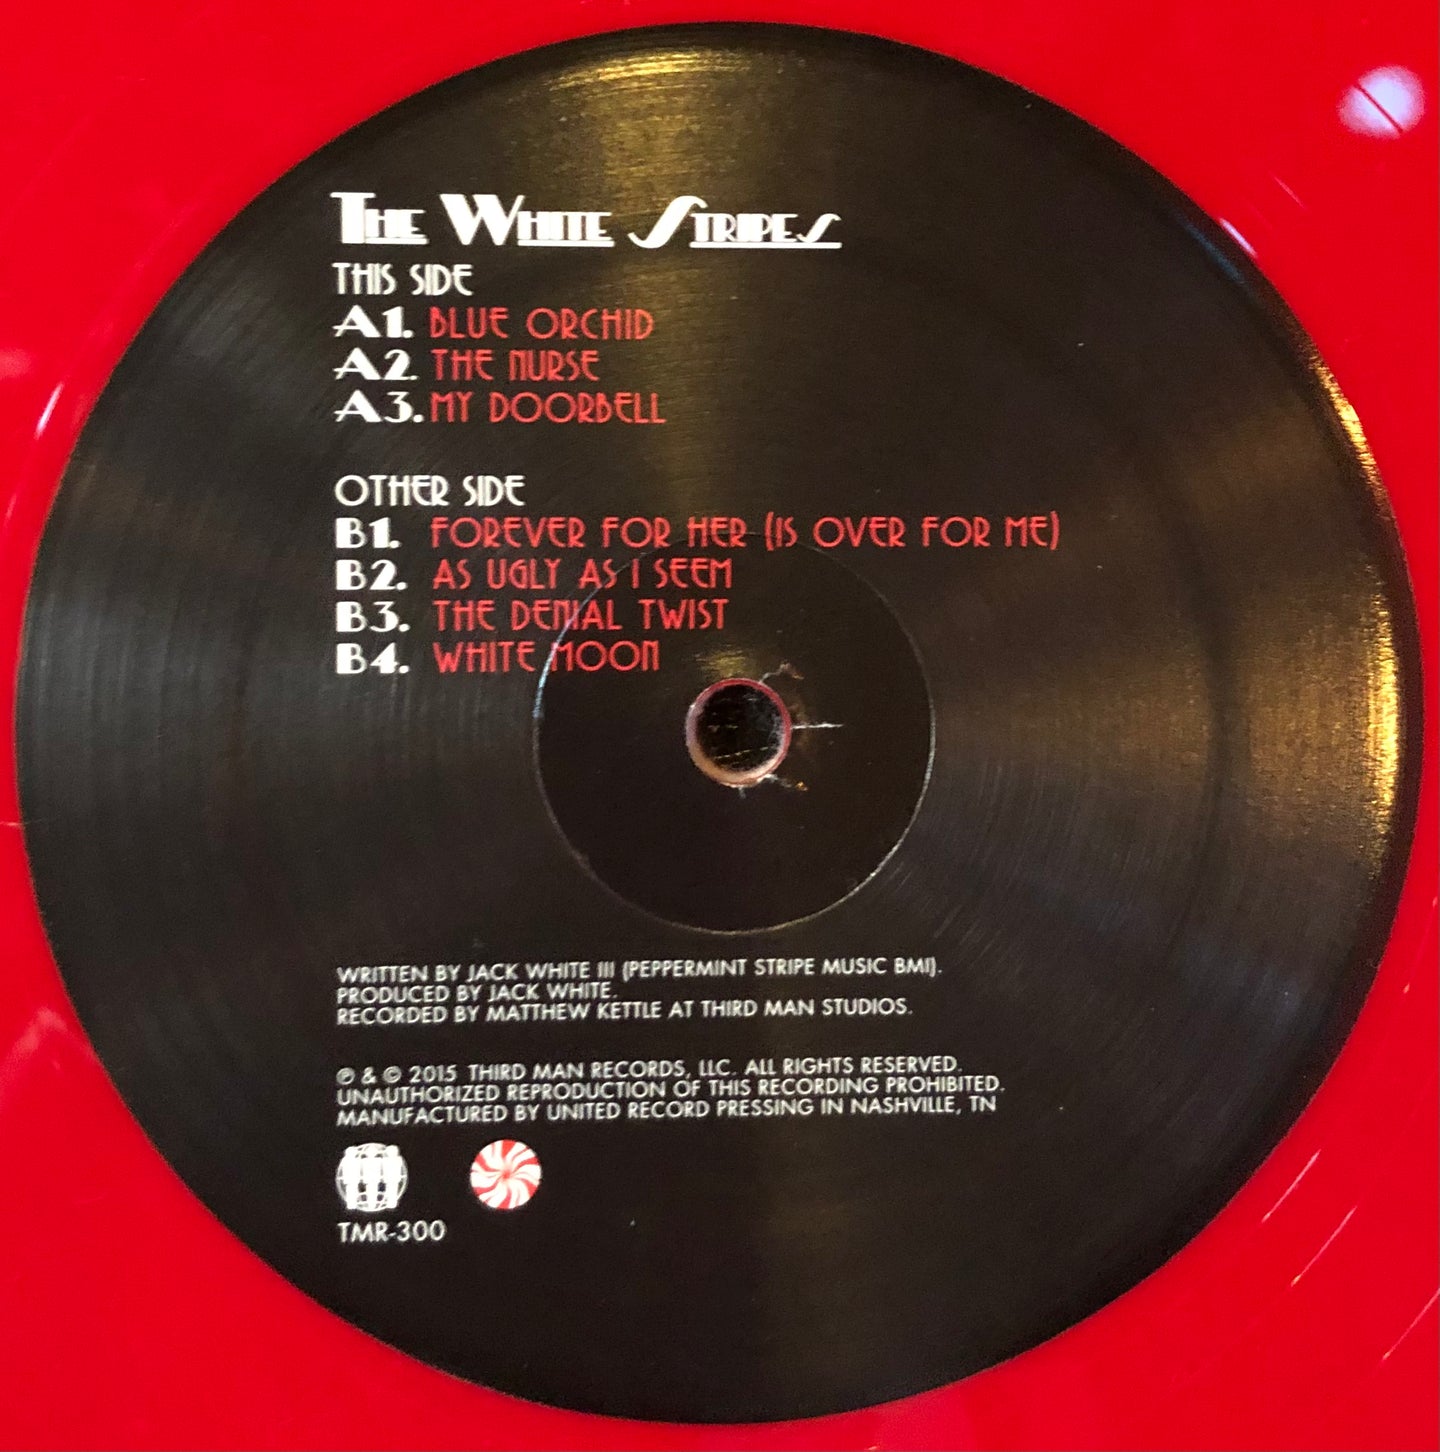 THE WHITE STRIPES
THIS SIDE
A1. BLUE ORCHID
A2. THE NURSE
A3. MY DOORBELL
OTHER SIDE
B1. FOREVER FOR HER (IS OVER FOR ME)
B2. AS UGLY AS I SEEM
B3. THE DENIAL TWIST
B4. WHITE MOON
WRITTEN BY JACK WHITE III (PEPPERMINT STRIPE MUSIC BMI).
PRODUCED BY JACK WHITE.
RECORDED BY MATTHEW KETTLE AT THIRD MAN STUDIOS.
℗ & © 2015 THIRD MAN RECORDS, LLC. ALL RIGHTS RESERVED.
UNAUTHORIZED REPRODUCTION OF THIS RECORDING PROHIBITED.
MANUFACTURED BY UNITED RECORD PRESSING IN NASHVILLE, TN
TMR-300